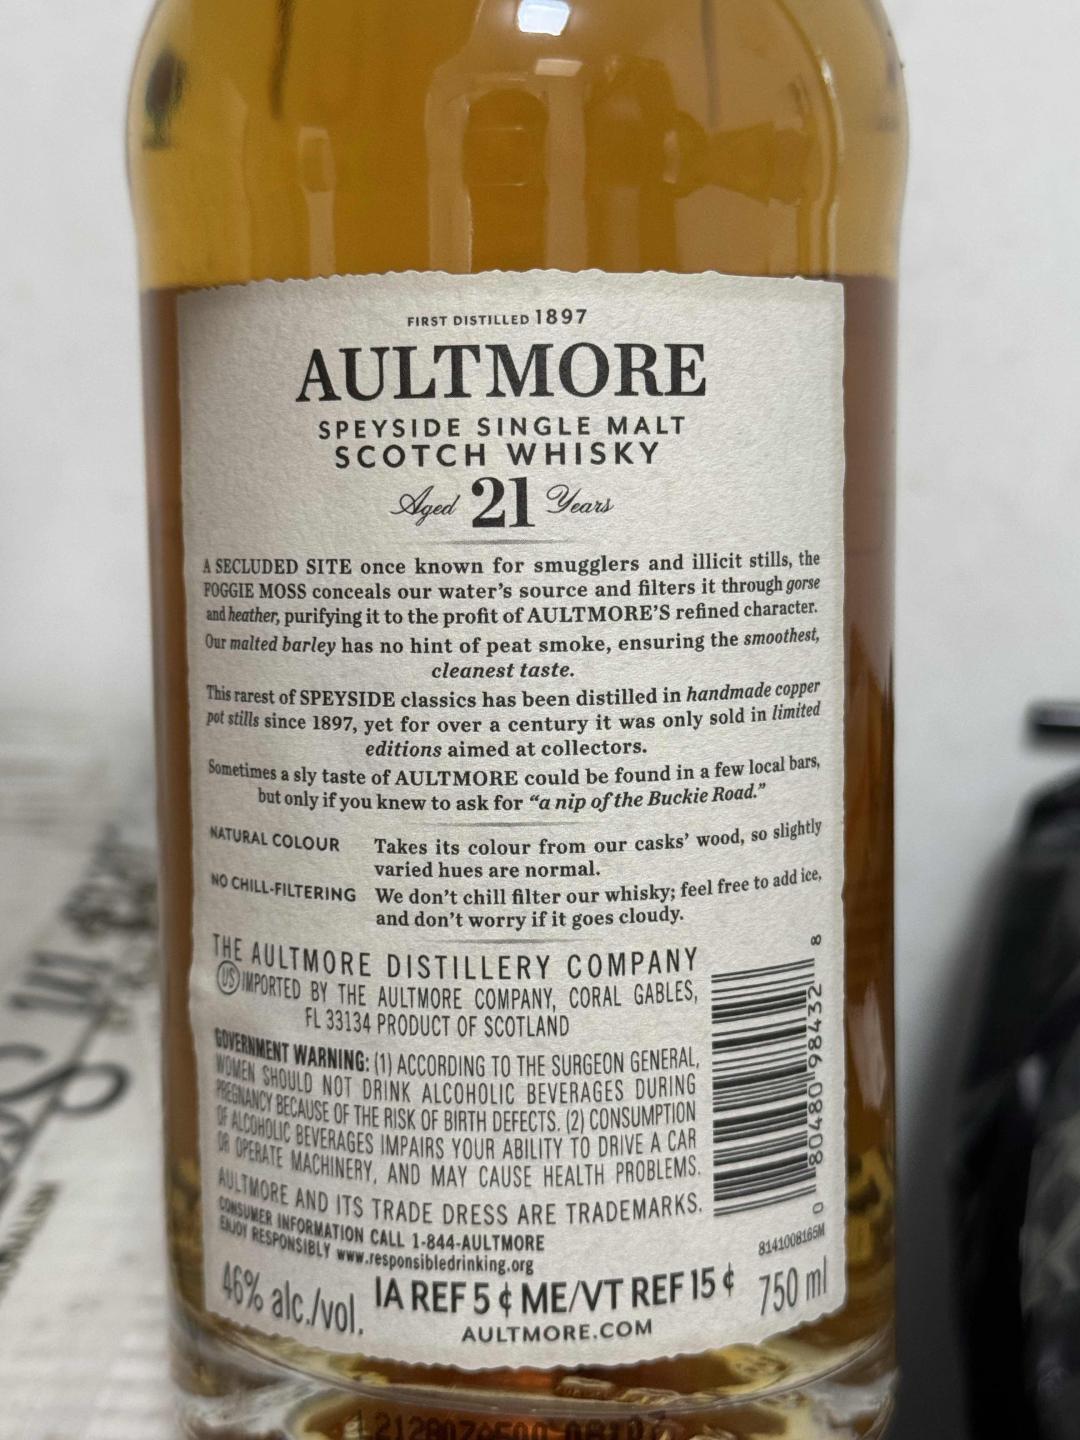 FIRST DISTILLED 1897
AULTMORE
SPEYSIDE SINGLE MALT
SCOTCH WHISKY
Aged 21 Years
A SECLUDED SITE once known for smugglers and illicit stills, the
FOGGIE MOSS conceals our water's source and filters it through gorse
and heather, purifying it to the profit of AULTMORE'S refined character.
Our malted barley has no hint of peat smoke, ensuring the smoothest,
cleanest taste.
This rarest of SPEYSIDE classics has been distilled in handmade copper
pot stills since 1897, yet for over a century it was only sold in limited
editions aimed at collectors.
Sometimes a sly taste of AULTMORE could be found in a few local bars,
but only if you knew to ask for "a nip of the Buckie Road."
NATURAL COLOUR Takes its colour from our casks' wood, so slightly
varied hues are normal.
NO CHILL-FILTERING We don't chill filter our whisky; feel free to add ice,
and don't worry if it goes cloudy.
THE AULTMORE DISTILLERY COMPANY
US IMPORTED BY THE AULTMORE COMPANY, CORAL GABLES,
FL 33134 PRODUCT OF SCOTLAND
GOVERNMENT WARNING: (1) ACCORDING TO THE SURGEON GENERAL,
WOMEN SHOULD NOT DRINK ALCOHOLIC BEVERAGES DURING
PREGNANCY BECAUSE OF THE RISK OF BIRTH DEFECTS. (2) CONSUMPTION
OF ALCOHOLIC BEVERAGES IMPAIRS YOUR ABILITY TO DRIVE A CAR
OR OPERATE MACHINERY, AND MAY CAUSE HEALTH PROBLEMS.
AULTMORE AND ITS TRADE DRESS ARE TRADEMARKS.
CONSUMER INFORMATION CALL 1-844-AULTMORE
ENJOY RESPONSIBLY www.responsibledrinking.org
0 80480 98432 8
8141008165M
46% alc./vol. IA REF 5 ¢ ME/VT REF 15 ¢ 750 ml
AULTMORE.COM